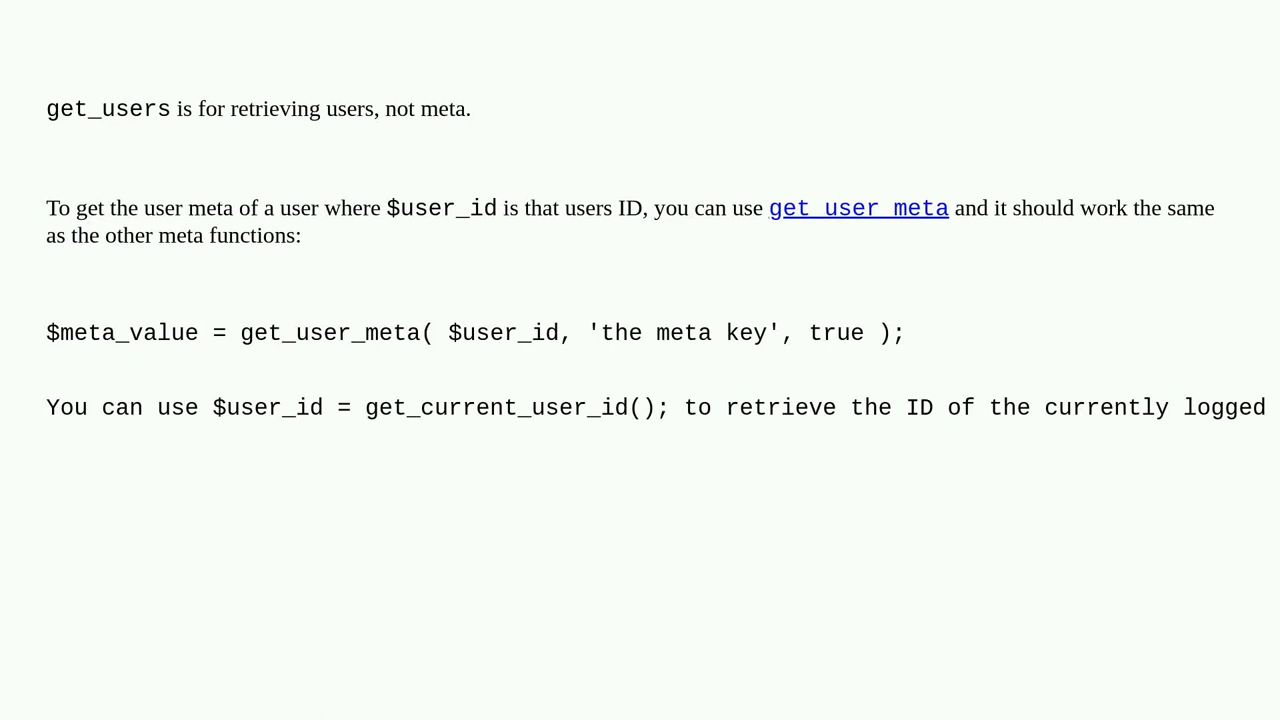 get_users is for retrieving users, not meta.
To get the user meta of a user where $user_id is that users ID, you can use get_user_meta and it should work the same
as the other meta functions:
$meta_value = get_user_meta( $user_id, 'the meta key', true );
You can use $user_id = get_current_user_id(); to retrieve the ID of the currently logged